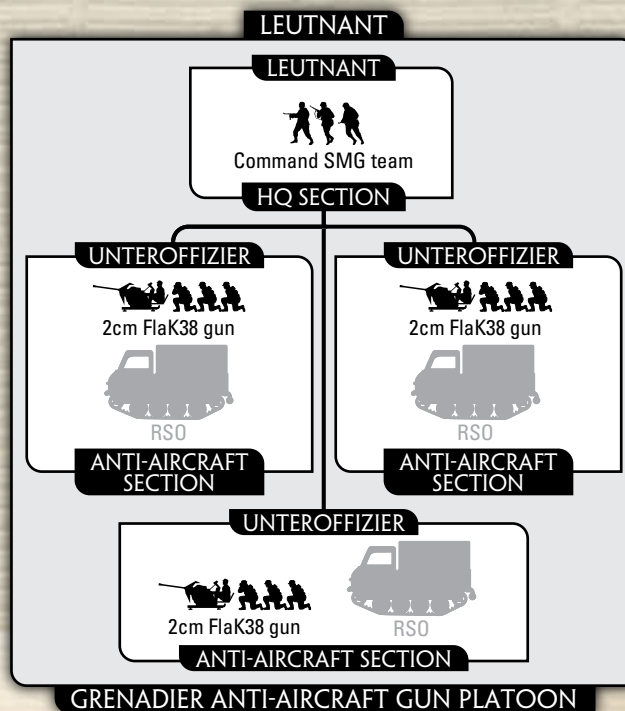 LEUTNANT
LEUTNANT
Command SMG team
HQ SECTION
UNTEROFFIZIER
2cm FlaK38 gun
RSO
ANTI-AIRCRAFT
SECTION
UNTEROFFIZIER
2cm FlaK38 gun
RSO
ANTI-AIRCRAFT
SECTION
UNTEROFFIZIER
2cm FlaK38 gun
RSO
ANTI-AIRCRAFT SECTION
GRENADIER ANTI-AIRCRAFT GUN PLATOON